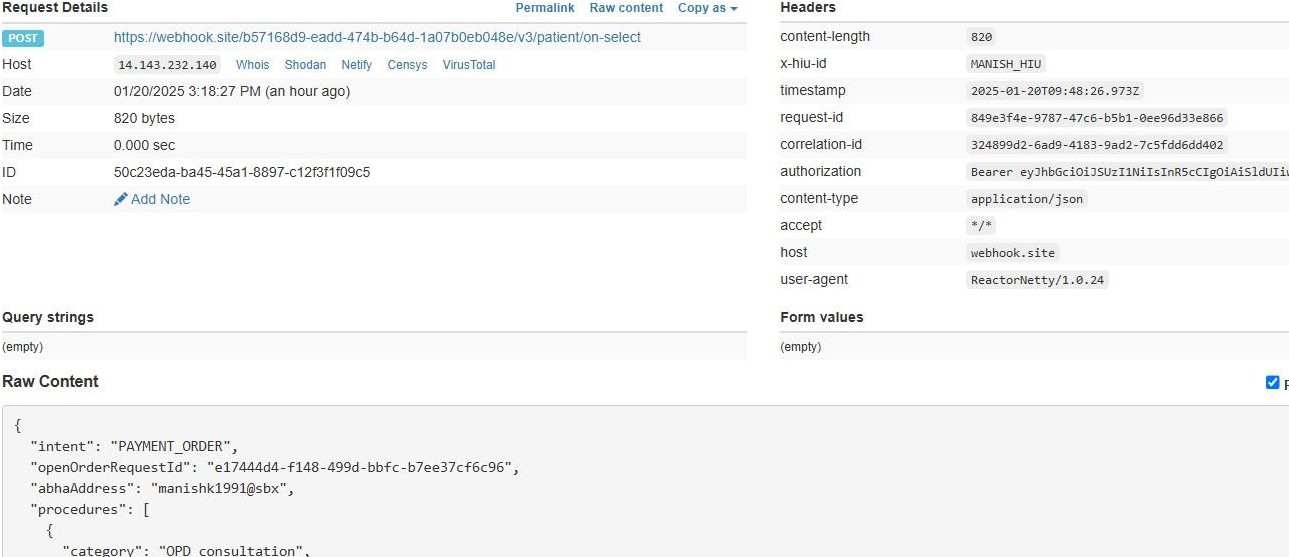 Request Details Permalink Raw content Copy as
POST https://webhook.site/b57168d9-eadd-474b-b64d-1a07b0eb048e/v3/patient/on-select
Host 14.143.232.140 Whois Shodan Netify Censys VirusTotal
Date 01/20/2025 3:18:27 PM (an hour ago)
Size 820 bytes
Time 0.000 sec
ID 50c23eda-ba45-45a1-8897-c12f3f1f09c5
Note Add Note
Headers
content-length 820
x-hiu-id MANISH_HIU
timestamp 2025-01-20T09:48:26.973Z
request-id 849e3f4e-9787-47c6-b5b1-0ee96d33e866
correlation-id 324899d2-6ad9-4183-9ad2-7c5fdd6dd402
authorization Bearer eyJhbGciOiJSUzI1NiIsInR5cCIgOiAiSldUIiw
content-type application/json
accept */*
host webhook.site
user-agent ReactorNetty/1.0.24
Query strings
(empty)
Form values
(empty)
Raw Content
{
"intent": "PAYMENT_ORDER",
"openOrderRequestId": "e17444d4-f148-499d-bbfc-b7ee37cf6c96",
"abhaAddress": "manishk1991@sbx",
"procedures": [
{
"category": "OPD consultation",